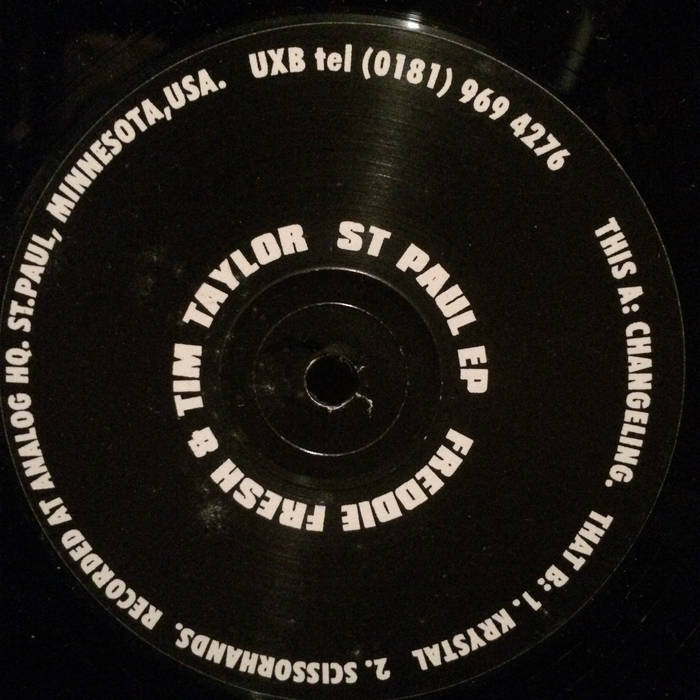 UXB tel (0181) 969 4276
THIS A: CHANGELING. THAT B: 1. KRYSTAL 2. SCISSORHANDS. RECORDED AT ANALOG HQ. ST.PAUL, MINNESOTA,USA.
ST PAUL EP
FREDDIE FRESH & TIM TAYLOR